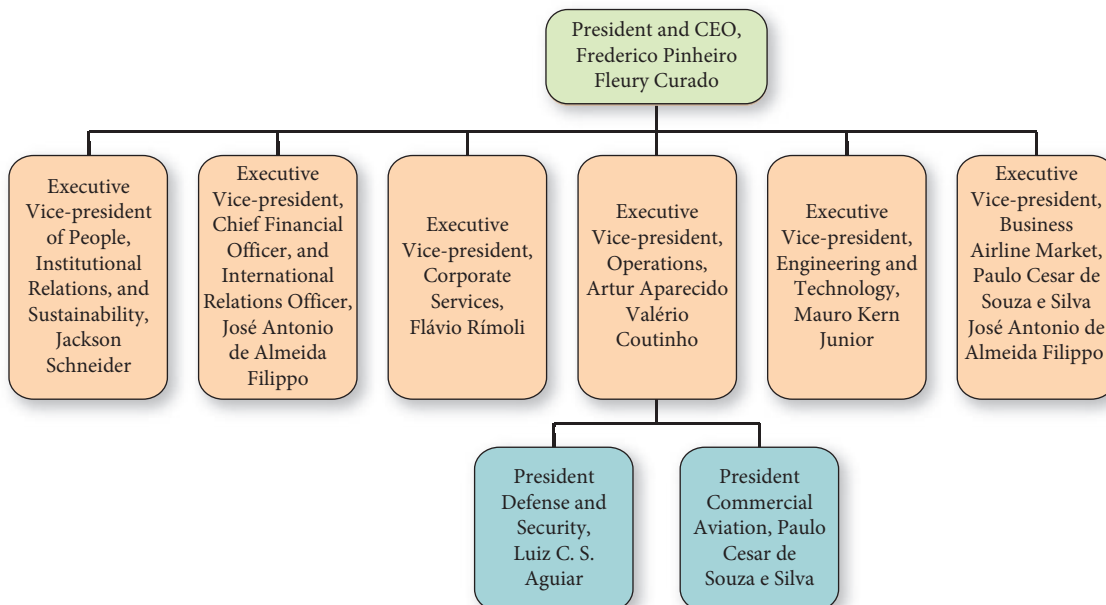 President and CEO,
Frederico Pinheiro
Fleury Curado
Executive
Vice-president
of People,
Institutional
Relations, and
Sustainability,
Jackson
Schneider
Executive
Vice-president,
Chief Financial
Officer, and
International
Relations Officer,
José Antonio
de Almeida
Filippo
Executive
Vice-president,
Corporate
Services,
Flávio Rímoli
Executive
Vice-president,
Operations,
Artur Aparecido
Valério
Coutinho
Executive
Vice-president,
Engineering and
Technology,
Mauro Kern
Junior
Executive
Vice-president,
Business
Airline Market,
Paulo Cesar de
Souza e Silva
José Antonio de
Almeida Filippo
President
Defense and
Security,
Luiz C. S.
Aguiar
President
Commercial
Aviation, Paulo
Cesar de
Souza e Silva